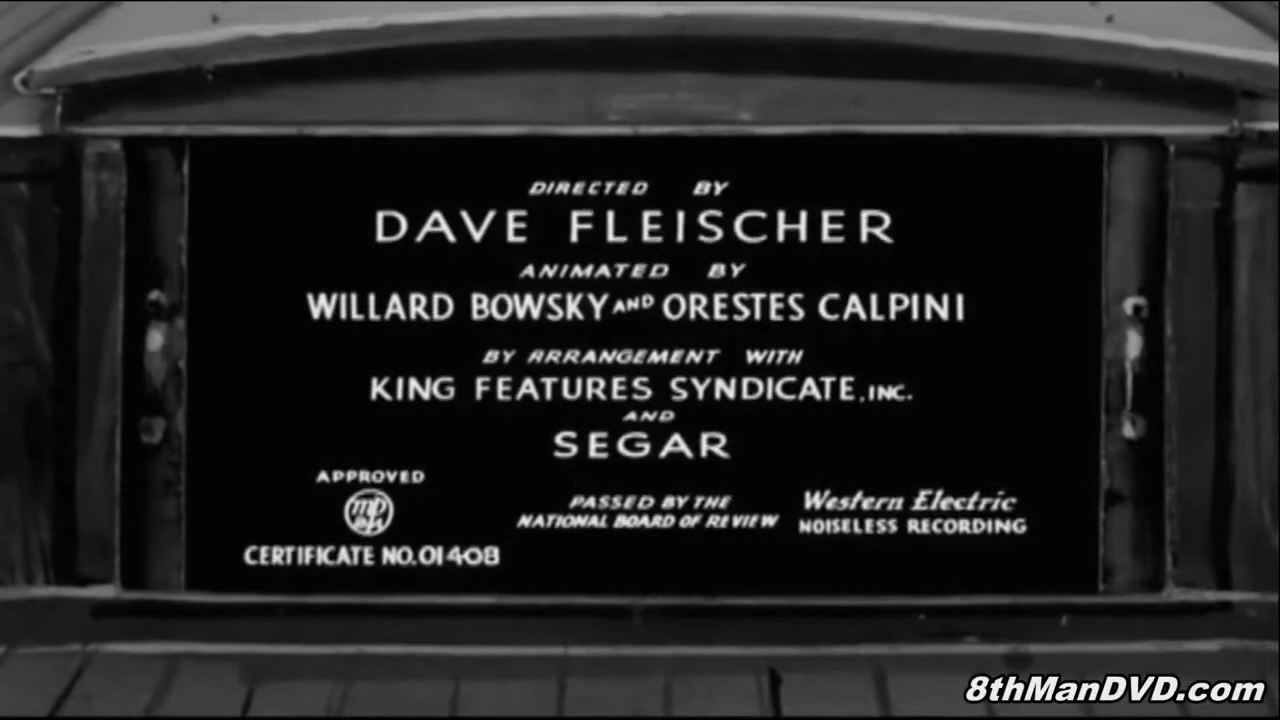 DIRECTED BY
DAVE FLEISCHER
ANIMATED BY
WILLARD BOWSKY AND ORESTES CALPINI
BY ARRANGEMENT WITH
KING FEATURES SYNDICATE, INC.
AND
SEGAR
APPROVED
CERTIFICATE NO. 01408
PASSED BY THE
NATIONAL BOARD OF REVIEW
Western Electric
NOISELESS RECORDING
8thManDVD.com